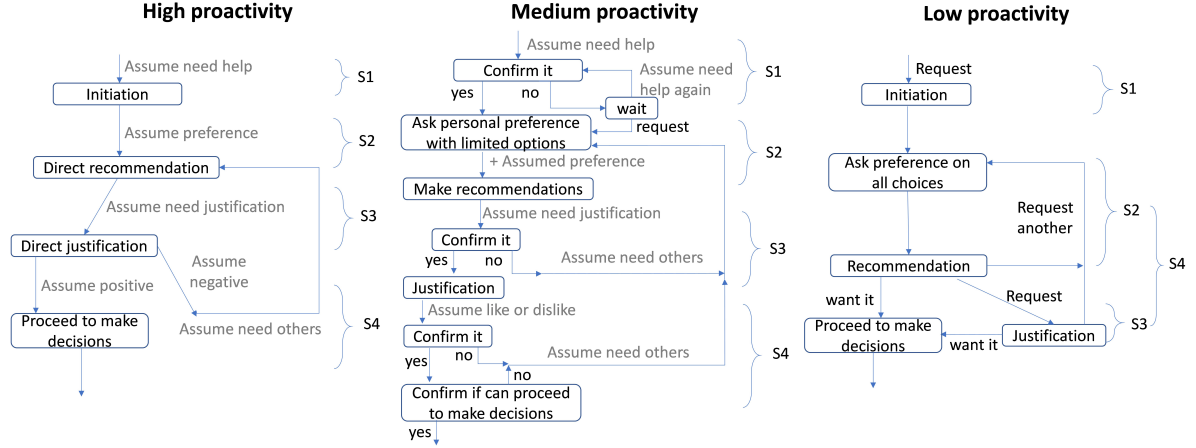 High proactivity
Assume need help
Initiation
S1
Assume preference
S2
Direct recommendation
Assume need justification
S3
Direct justification
Assume
negative
Assume positive
Assume need others
S4
Proceed to make
decisions
Medium proactivity
Assume need help
Confirm it
Assume need
help again
S1
yes
no
wait
request
Ask personal preference
with limited options
S2
+ Assumed preference
Make recommendations
Assume need justification
Confirm it
S3
yes
no
Assume need others
Justification
Assume like or dislike
Confirm it
no
Assume need others
S4
yes
no
Confirm if can proceed
to make decisions
yes
Low proactivity
Request
Initiation
S1
Ask preference on
all choices
Request
another
S2
S4
Recommendation
want it
Request
Proceed to make
decisions
want it
Justification
S3